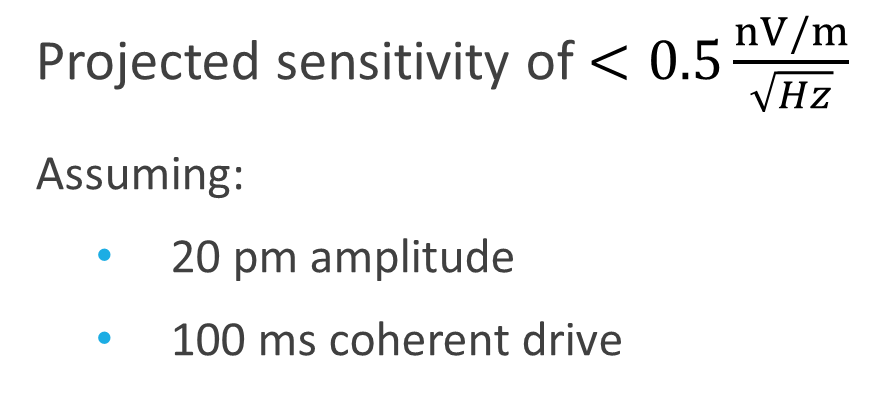 Projected sensitivity of < 0.5 nV/m / √Hz
Assuming:
• 20 pm amplitude
• 100 ms coherent drive